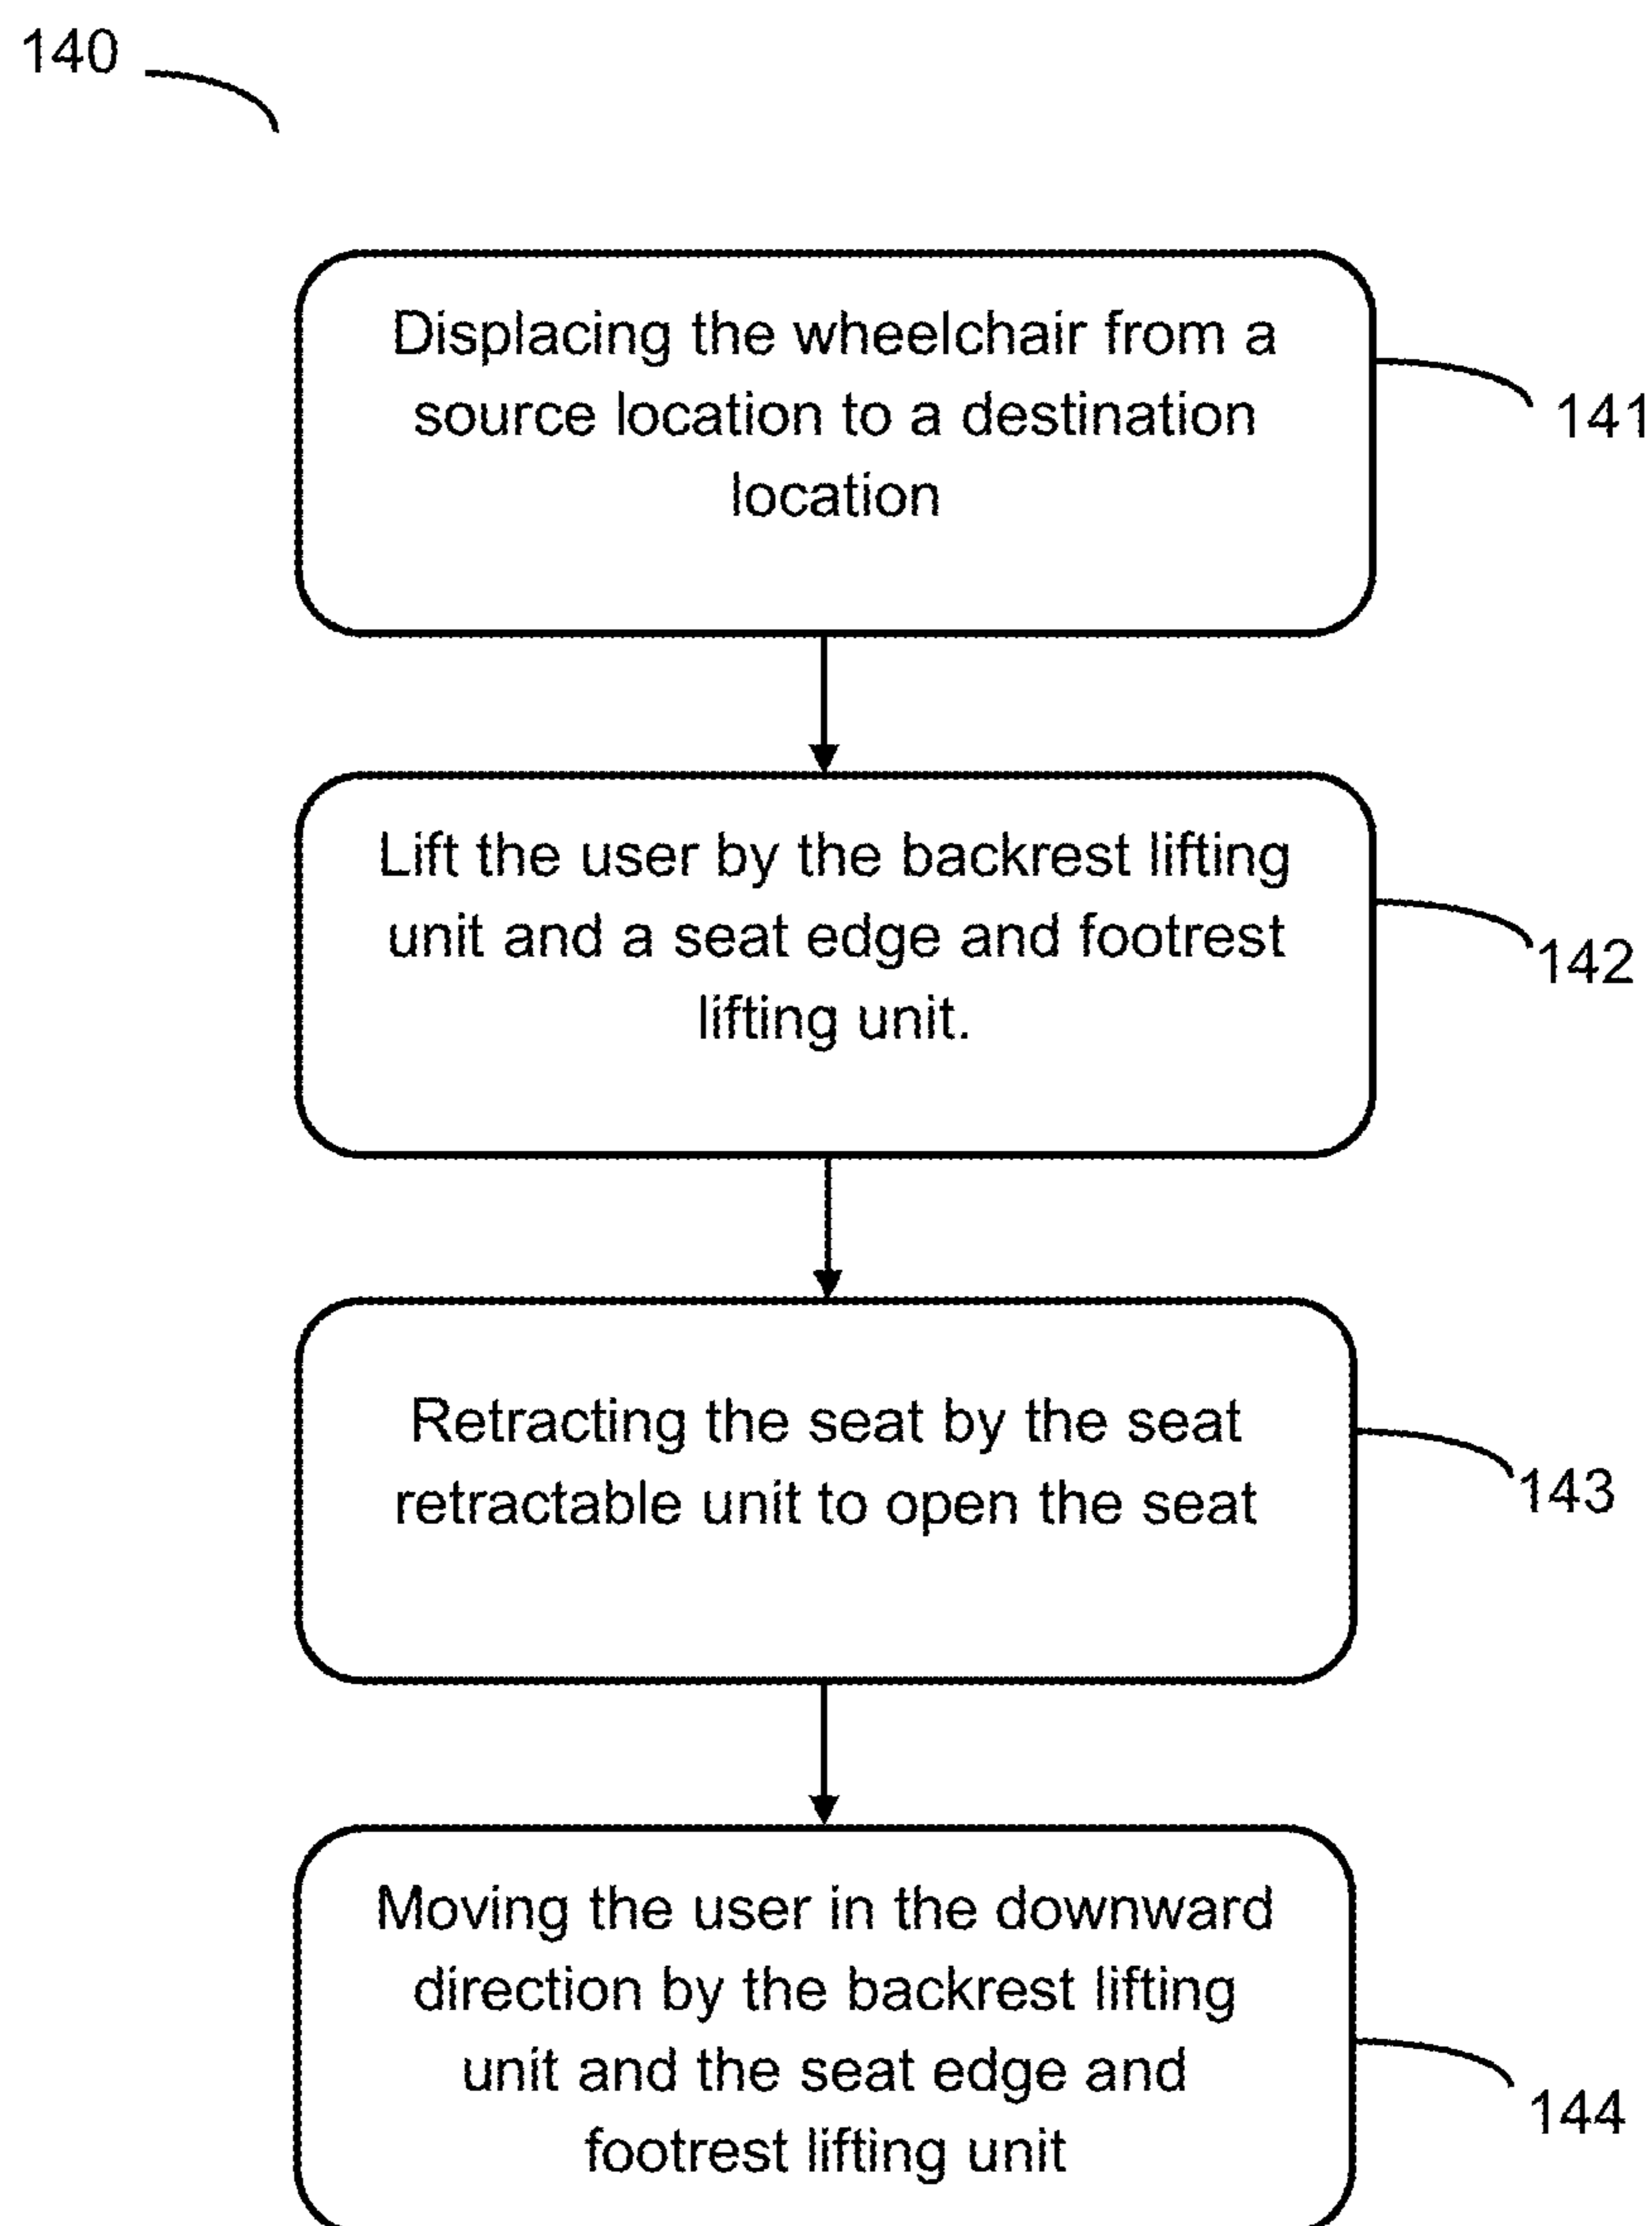 140
Displacing the wheelchair from a
source location to a destination
location
141
Lift the user by the backrest lifting
unit and a seat edge and footrest
lifting unit.
142
Retracting the seat by the seat
retractable unit to open the seat
143
Moving the user in the downward
direction by the backrest lifting
unit and the seat edge and
footrest lifting unit
144